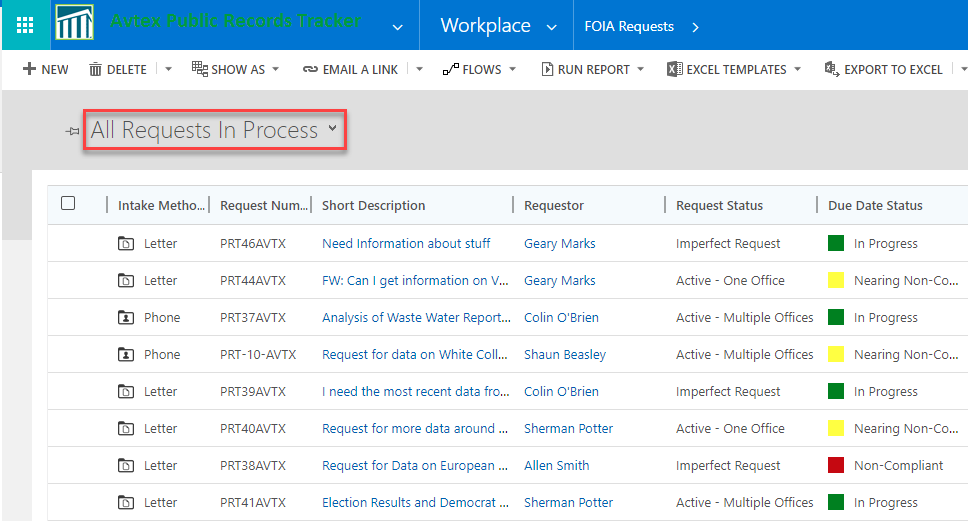 Avtex Public Records Tracker Workplace FOIA Requests
NEW DELETE SHOW AS EMAIL A LINK FLOWS RUN REPORT EXCEL TEMPLATES EXPORT TO EXCEL
All Requests In Process
Intake Metho... Request Num... Short Description Requestor Request Status Due Date Status
Letter PRT46AVTX Need Information about stuff Geary Marks Imperfect Request In Progress
Letter PRT44AVTX FW: Can I get information on V... Geary Marks Active - One Office Nearing Non-Co...
Phone PRT37AVTX Analysis of Waste Water Report... Colin O'Brien Active - Multiple Offices In Progress
Phone PRT-10-AVTX Request for data on White Coll... Shaun Beasley Active - Multiple Offices Nearing Non-Co...
Letter PRT39AVTX I need the most recent data fro... Colin O'Brien Imperfect Request In Progress
Letter PRT40AVTX Request for more data around ... Sherman Potter Active - One Office Nearing Non-Co...
Letter PRT38AVTX Request for Data on European ... Allen Smith Imperfect Request Non-Compliant
Letter PRT41AVTX Election Results and Democrat ... Sherman Potter Active - Multiple Offices In Progress